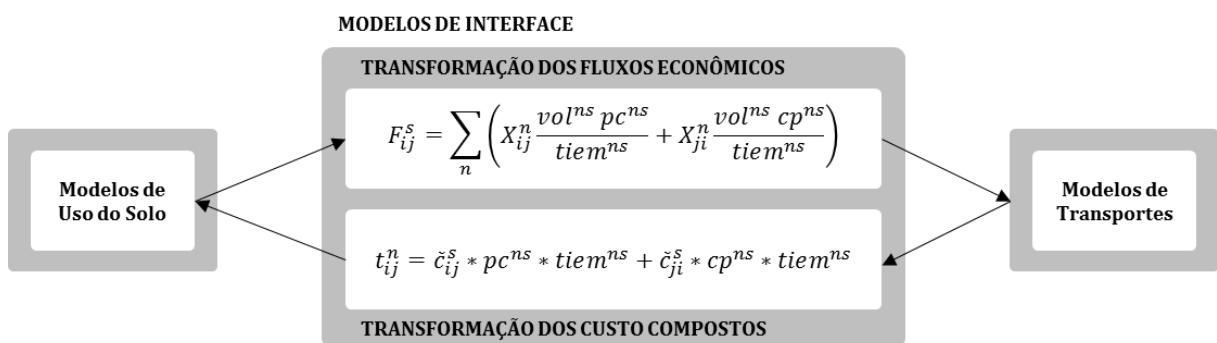 MODELOS DE INTERFACE
TRANSFORMAÇÃO DOS FLUXOS ECONÔMICOS
F_{ij}^{s} = \sum_{n} \left( X_{ij}^{n} \frac{vol^{ns} pc^{ns}}{tiem^{ns}} + X_{ji}^{n} \frac{vol^{ns} cp^{ns}}{tiem^{ns}} \right)
Modelos de
Uso do Solo
Modelos de
Transportes
t_{ij}^{n} = \check{c}_{ij}^{s} * pc^{ns} * tiem^{ns} + \check{c}_{ji}^{s} * cp^{ns} * tiem^{ns}
TRANSFORMAÇÃO DOS CUSTO COMPOSTOS